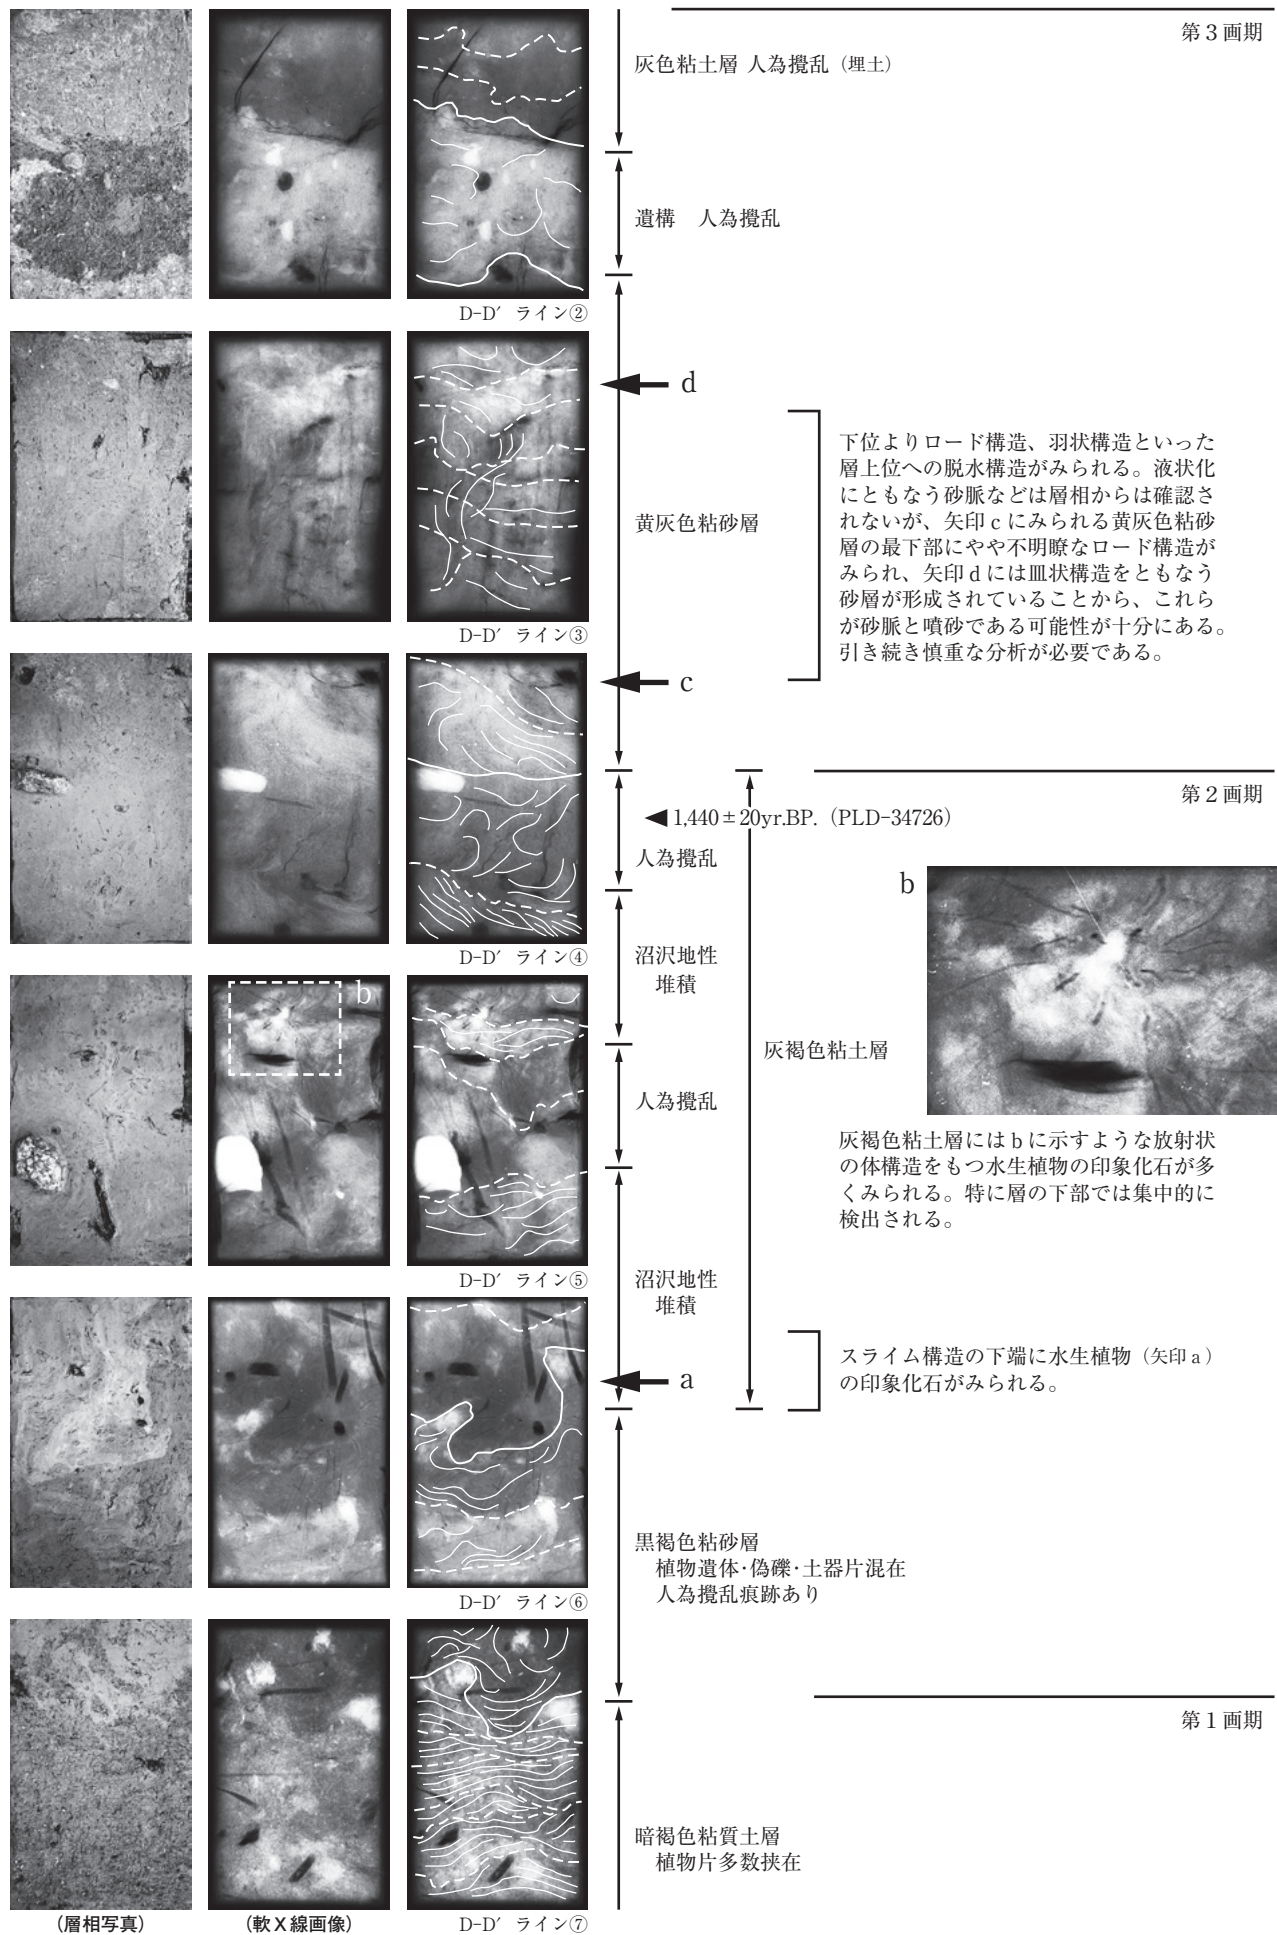 第３画期
灰色粘土層 人為攪乱（埋土）
遺構　人為攪乱
D-D′ ライン②
d
下位よりロード構造、羽状構造といった
層上位への脱水構造がみられる。液状化
にともなう砂脈などは層相からは確認さ
れないが、矢印ｃにみられる黄灰色粘砂
層の最下部にやや不明瞭なロード構造が
みられ、矢印ｄには皿状構造をともなう
砂層が形成されていることから、これら
が砂脈と噴砂である可能性が十分にある。
引き続き慎重な分析が必要である。
黄灰色粘砂層
D-D′ ライン③
c
第２画期
1,440±20yr.BP.（PLD-34726）
人為攪乱
b
D-D′ ライン④
沼沢地性
堆積
b
灰褐色粘土層
人為攪乱
灰褐色粘土層にはｂに示すような放射状
の体構造をもつ水生植物の印象化石が多
くみられる。特に層の下部では集中的に
検出される。
D-D′ ライン⑤
沼沢地性
堆積
スライム構造の下端に水生植物（矢印ａ）
の印象化石がみられる。
a
黒褐色粘砂層
植物遺体･偽礫･土器片混在
人為攪乱痕跡あり
D-D′ ライン⑥
第１画期
暗褐色粘質土層
植物片多数挟在
（層相写真）
（軟Ｘ線画像）
D-D′ ライン⑦